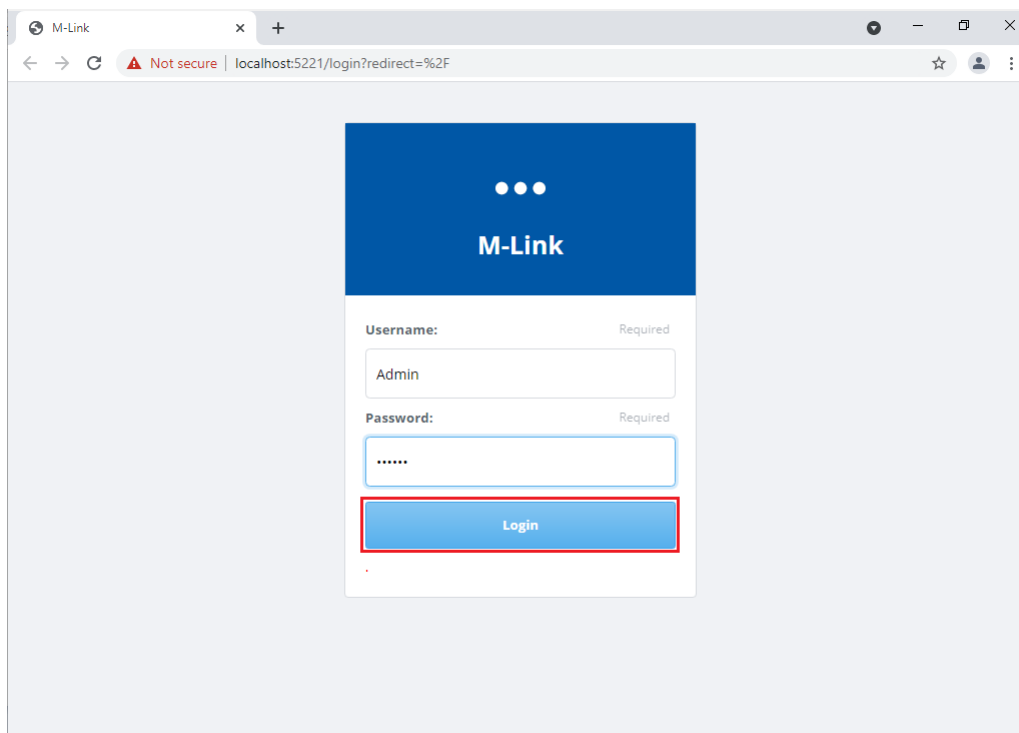 M-Link
Not secure | localhost:5221/login?redirect=%2F
M-Link
Username: Required
Admin
Password: Required
••••••
Login
.